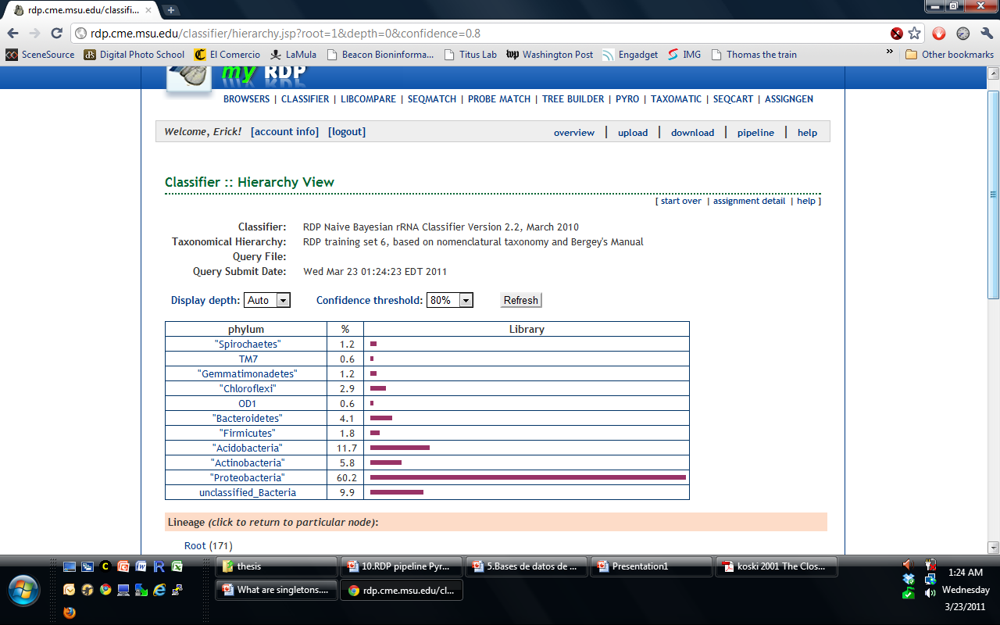 rdp.cme.msu.edu/classifi...
rdp.cme.msu.edu/classifier/hierarchy.jsp?root=1&depth=0&confidence=0.8
SceneSource Digital Photo School El Comercio LaMula Beacon Bioninforma... Titus Lab Washington Post Engadget IMG Thomas the train » Other bookmarks
my RDP
BROWSERS | CLASSIFIER | LIBCOMPARE | SEQMATCH | PROBE MATCH | TREE BUILDER | PYRO | TAXOMATIC | SEQCART | ASSIGNGEN
Welcome, Erick! [account info] [logout] overview | upload | download | pipeline | help
Classifier :: Hierarchy View
[ start over | assignment detail | help ]
Classifier: RDP Naive Bayesian rRNA Classifier Version 2.2, March 2010
Taxonomical Hierarchy: RDP training set 6, based on nomenclatural taxonomy and Bergey's Manual
Query File:
Query Submit Date: Wed Mar 23 01:24:23 EDT 2011
Display depth: Auto Confidence threshold: 80% Refresh
phylum % Library
"Spirochaetes" 1.2
TM7 0.6
"Gemmatimonadetes" 1.2
"Chloroflexi" 2.9
OD1 0.6
"Bacteroidetes" 4.1
"Firmicutes" 1.8
"Acidobacteria" 11.7
"Actinobacteria" 5.8
"Proteobacteria" 60.2
unclassified_Bacteria 9.9
Lineage (click to return to particular node):
Root (171)
thesis 10.RDP pipeline Pyr... 5.Bases de datos de ... Presentation1 koski 2001 The Clos...
What are singletons.... rdp.cme.msu.edu/cl...
1:24 AM
Wednesday
3/23/2011